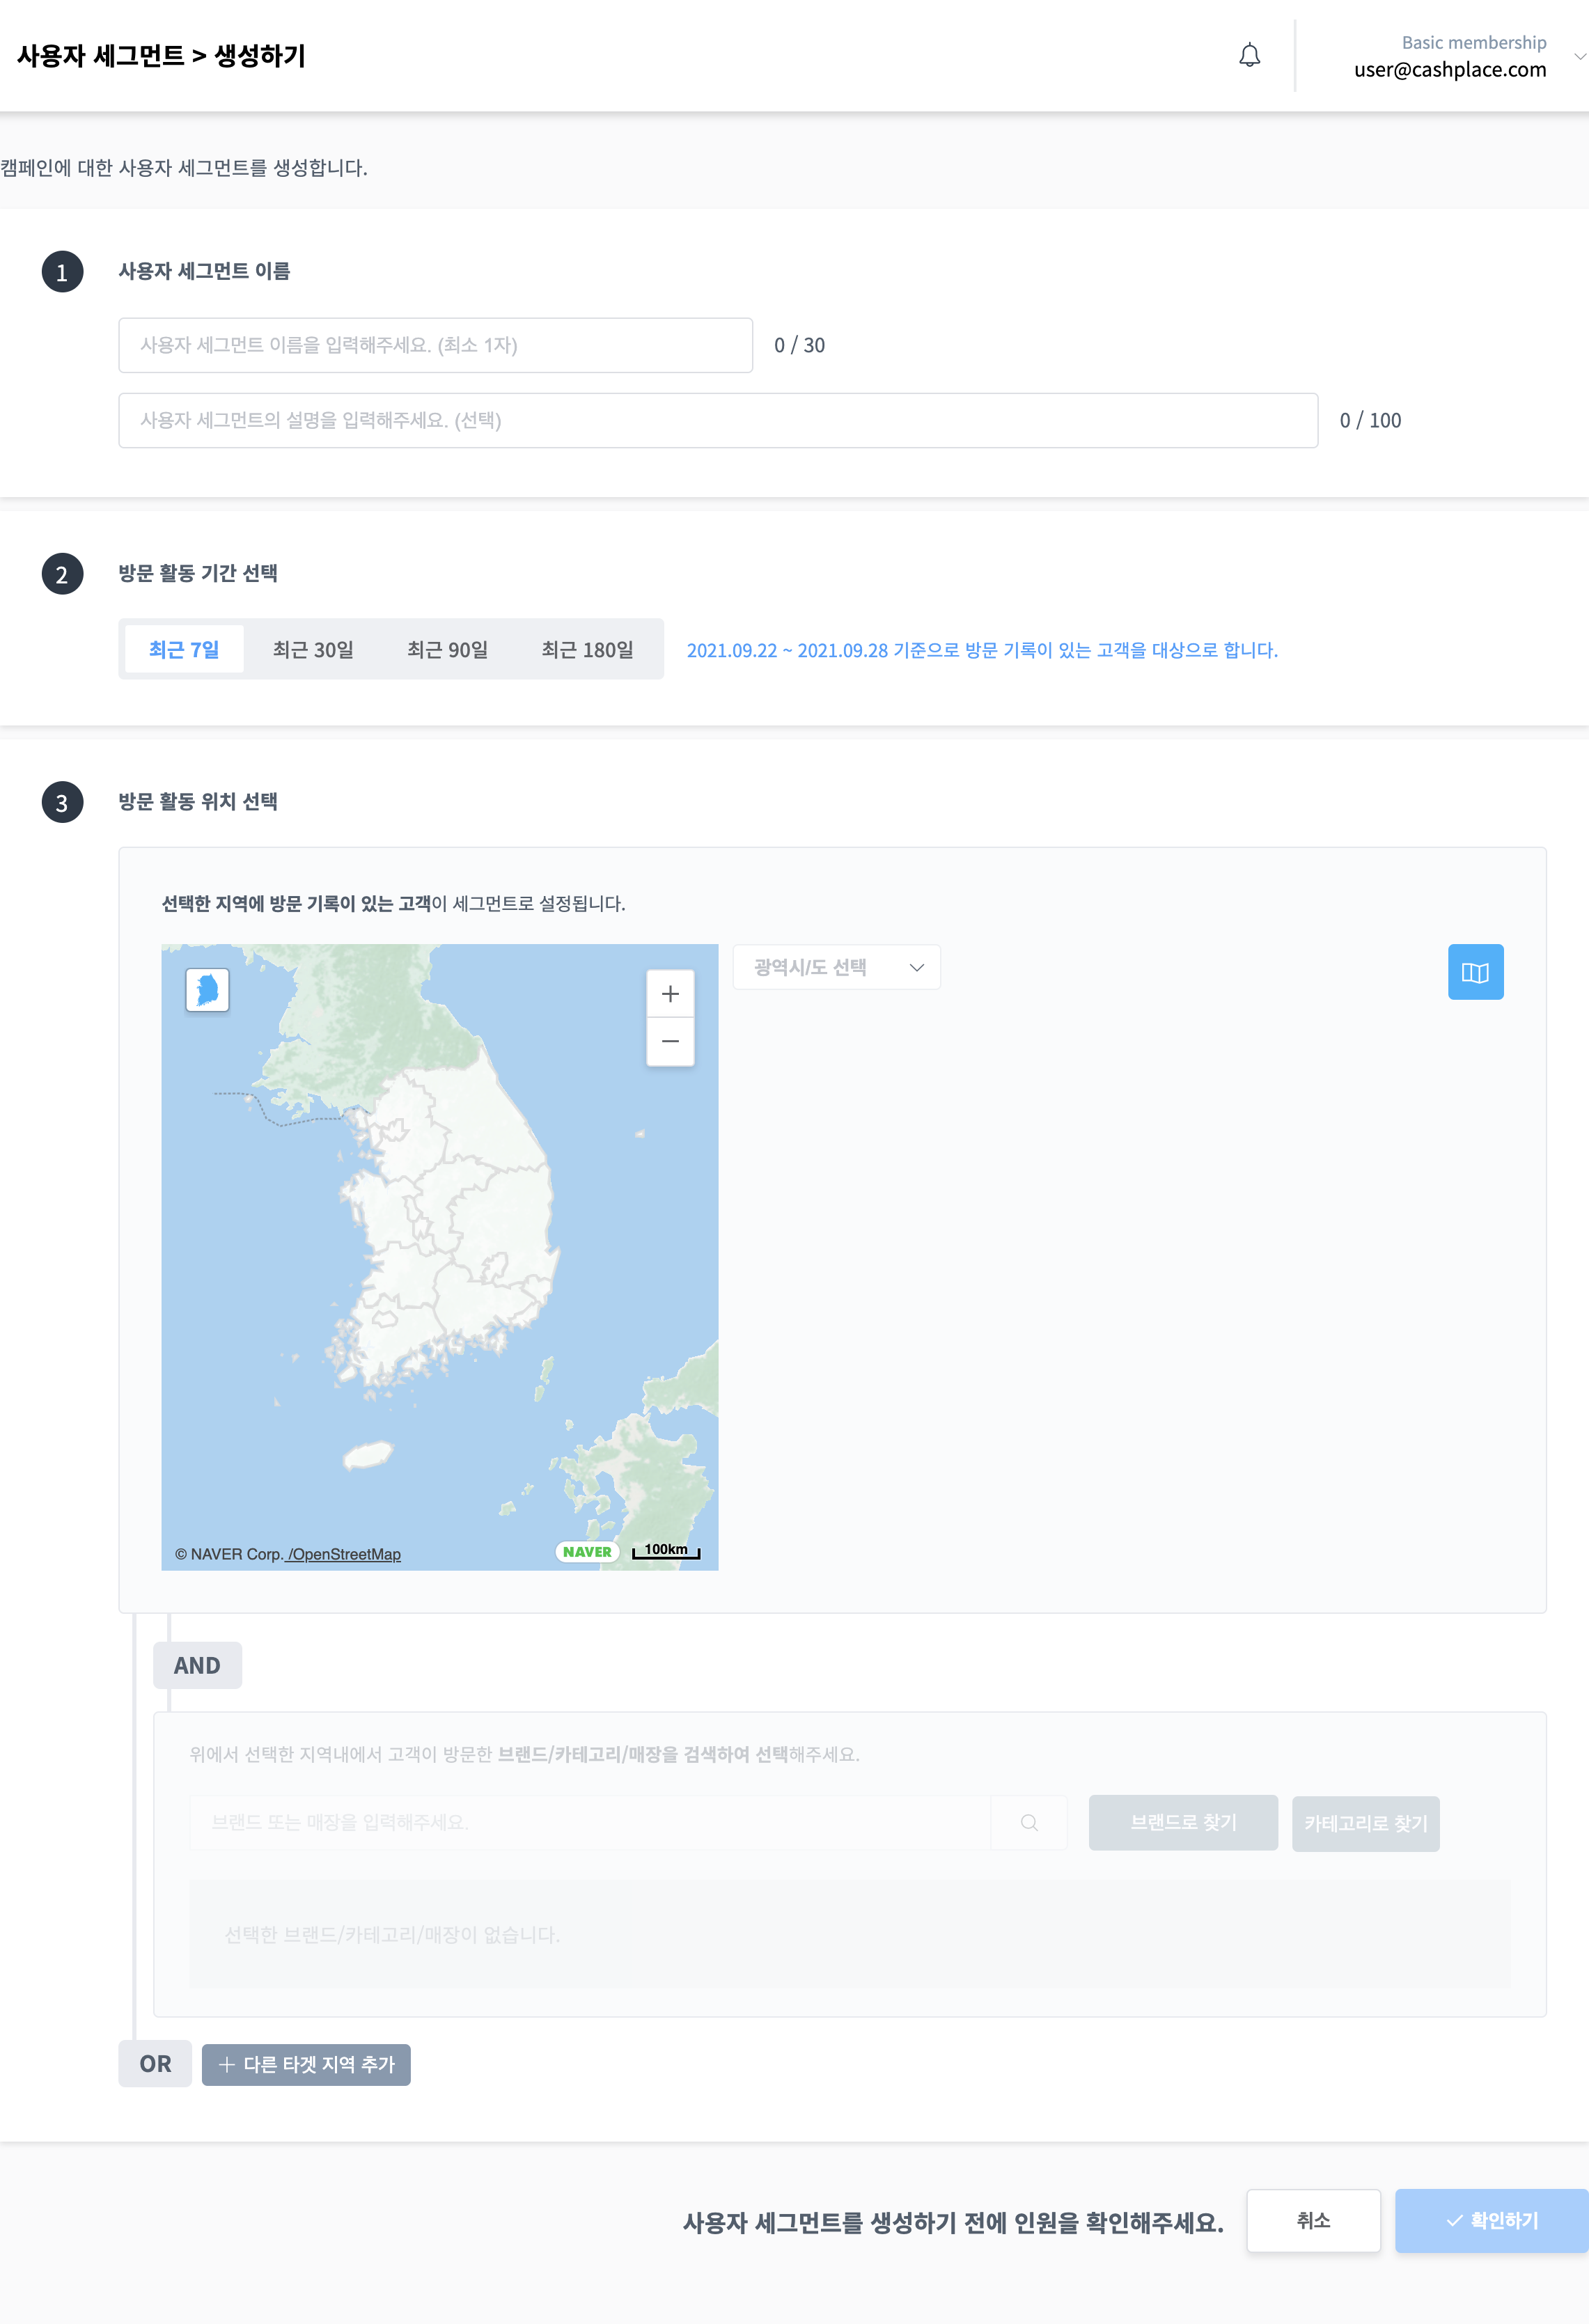 사용자 세그먼트 > 생성하기
Basic membership
user@cashplace.com
캠페인에 대한 사용자 세그먼트를 생성합니다.
1 사용자 세그먼트 이름
사용자 세그먼트 이름을 입력해주세요. (최소 1자) 0 / 30
사용자 세그먼트의 설명을 입력해주세요. (선택) 0 / 100
2 방문 활동 기간 선택
최근 7일 최근 30일 최근 90일 최근 180일 2021.09.22 ~ 2021.09.28 기준으로 방문 기록이 있는 고객을 대상으로 합니다.
3 방문 활동 위치 선택
선택한 지역에 방문 기록이 있는 고객이 세그먼트로 설정됩니다.
광역시/도 선택
© NAVER Corp. /OpenStreetMap NAVER 100km
AND
위에서 선택한 지역내에서 고객이 방문한 브랜드/카테고리/매장을 검색하여 선택해주세요.
브랜드 또는 매장을 입력해주세요. 브랜드로 찾기 카테고리로 찾기
선택한 브랜드/카테고리/매장이 없습니다.
OR + 다른 타겟 지역 추가
사용자 세그먼트를 생성하기 전에 인원을 확인해주세요. 취소 확인하기